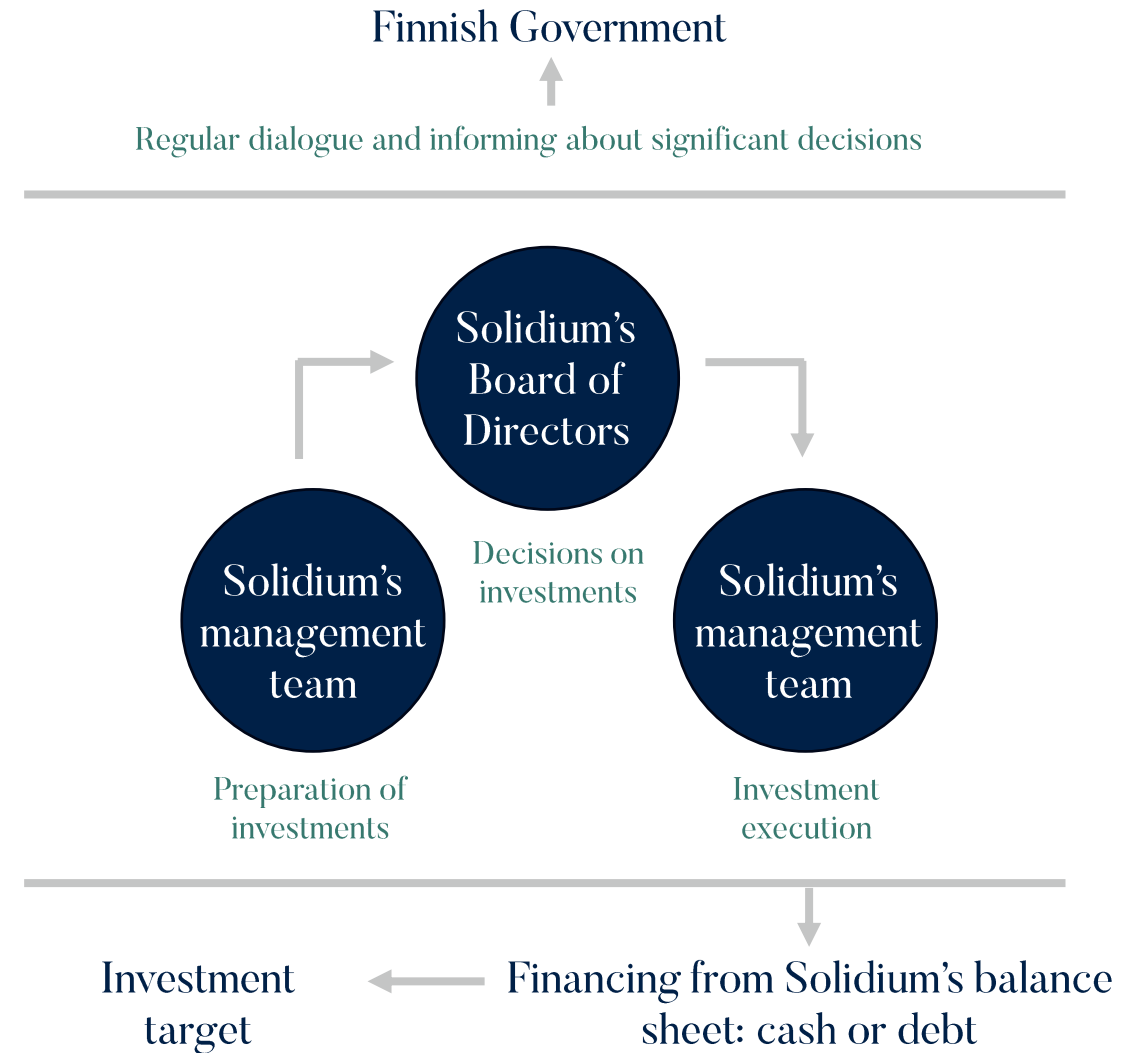 Finnish Government
Regular dialogue and informing about significant decisions
Solidium’s
Board of
Directors
Decisions on
investments
Solidium’s
management
team
Preparation of
investments
Solidium’s
management
team
Investment
execution
Investment
target
Financing from Solidium’s balance
sheet: cash or debt